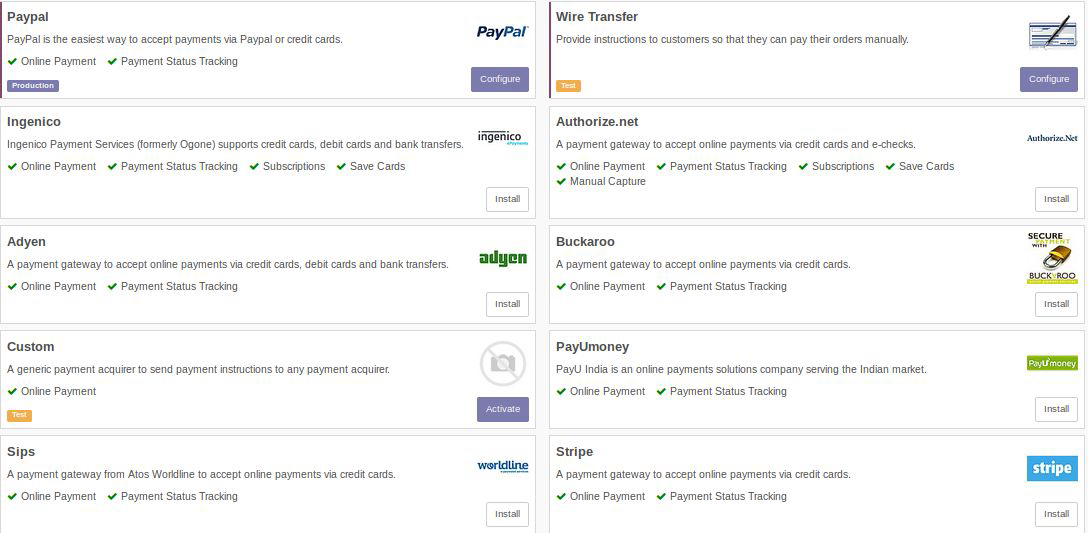 Paypal
PayPal is the easiest way to accept payments via Paypal or credit cards.
PayPal
Online Payment Payment Status Tracking
Production
Configure
Wire Transfer
Provide instructions to customers so that they can pay their orders manually.
Test
Configure
Ingenico
Ingenico Payment Services (formerly Ogone) supports credit cards, debit cards and bank transfers.
ingenico
Online Payment Payment Status Tracking Subscriptions Save Cards
Install
Authorize.net
A payment gateway to accept online payments via credit cards and e-checks.
Authorize.Net
Online Payment Payment Status Tracking Subscriptions Save Cards
Manual Capture
Install
Adyen
A payment gateway to accept online payments via credit cards, debit cards and bank transfers.
adyen
Online Payment Payment Status Tracking
Install
Buckaroo
A payment gateway to accept online payments via credit cards.
SECURE
PAYMENT
WITH
BUCKAROO
Online Payment Payment Status Tracking
Install
Custom
A generic payment acquirer to send payment instructions to any payment acquirer.
Online Payment
Test
Activate
PayUmoney
PayU India is an online payments solutions company serving the Indian market.
PayUmoney
Online Payment Payment Status Tracking
Install
Sips
A payment gateway from Atos Worldline to accept online payments via credit cards.
worldline
Online Payment Payment Status Tracking
Install
Stripe
A payment gateway to accept online payments via credit cards.
stripe
Online Payment Payment Status Tracking
Install